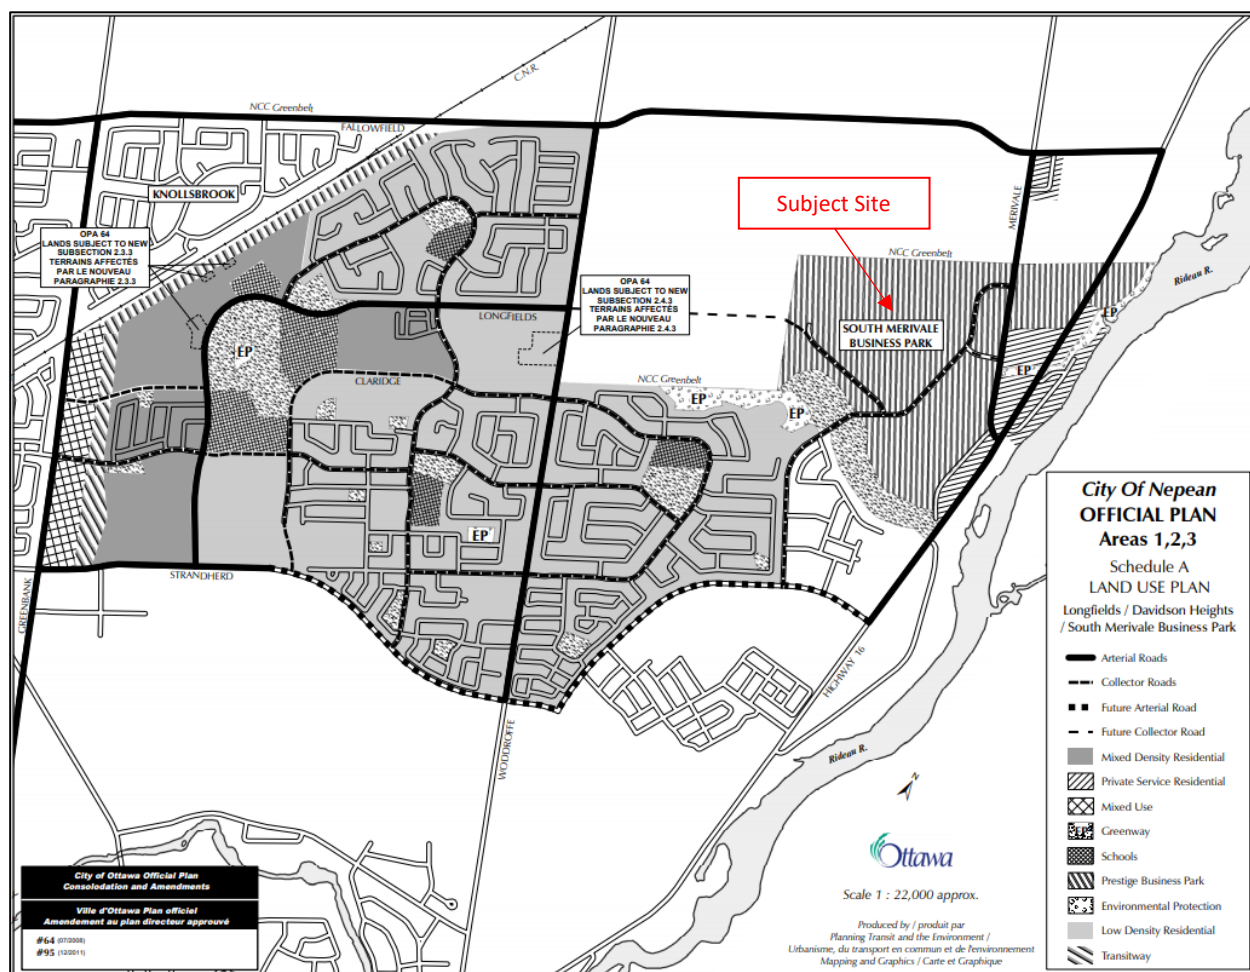 C.N.R.
NCC Greenbelt
FALLOWFIELD
KNOLLSBROOK
MERIVALE
Subject Site
OPA 64
LANDS SUBJECT TO NEW
SUBSECTION 2.3.3
TERRAINS AFFECTÉS
PAR LE NOUVEAU
PARAGRAPHIE 2.3.3
NCC Greenbelt
Rideau R.
OPA 64
LANDS SUBJECT TO NEW
SUBSECTION 2.4.3
TERRAINS AFFECTÉS
PAR LE NOUVEAU
PARAGRAPHIE 2.4.3
LONGFIELDS
SOUTH MERIVALE
BUSINESS PARK
EP
EP
EP
CLARIDGE
NCC Greenbelt
EP
EP
EP
STRANDHERD
GREENBANK
WOODROFFE
HIGHWAY 16
Rideau R.
N
City Of Nepean
OFFICIAL PLAN
Areas 1,2,3
Schedule A
LAND USE PLAN
Longfields / Davidson Heights
/ South Merivale Business Park
Arterial Roads
Collector Roads
Future Arterial Road
Future Collector Road
Mixed Density Residential
Private Service Residential
Mixed Use
EP Greenway
Schools
Prestige Business Park
Environmental Protection
Low Density Residential
Transitway
Ottawa
Scale 1 : 22,000 approx.
Produced by / produit par
Planning Transit and the Environment /
Urbanisme, du transport en commun et de l'environnement
Mapping and Graphics / Carte et Graphique
City of Ottawa Official Plan
Consolodation and Amendments
Ville d'Ottawa Plan officiel
Amendement au plan directeur approuvé
#64 (07/2008)
#95 (12/2011)